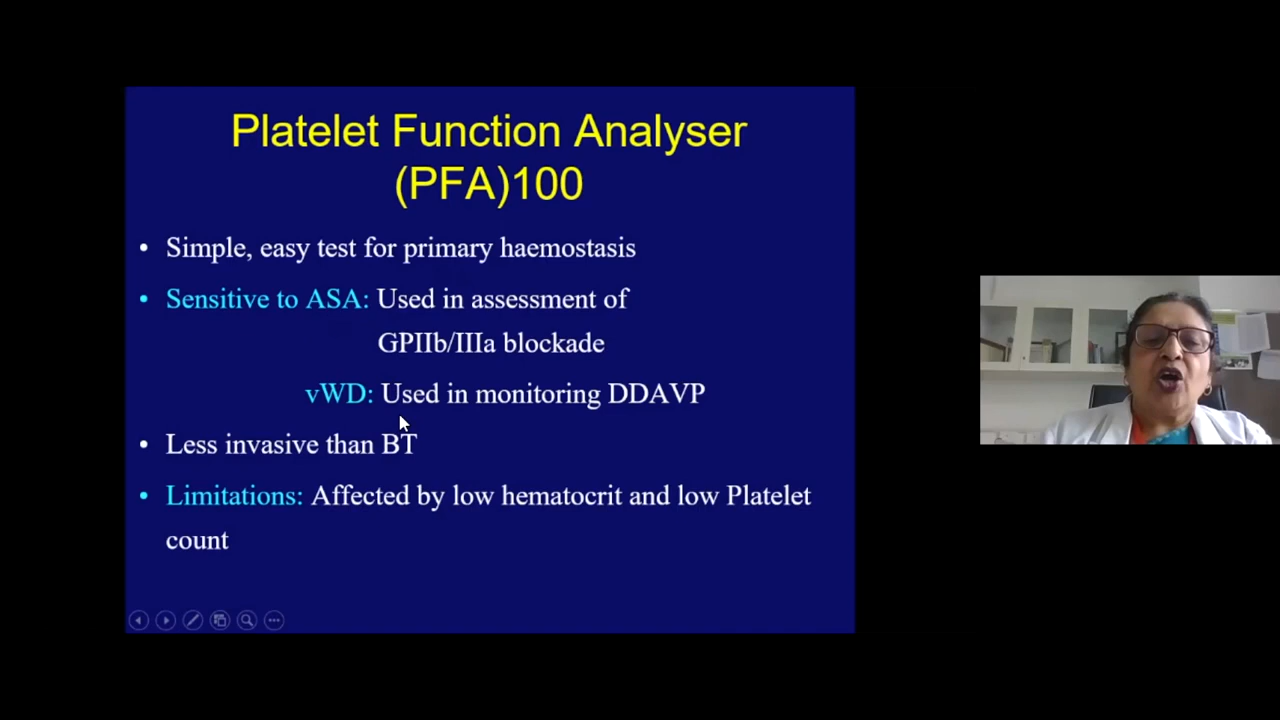 Platelet Function Analyser
(PFA)100
• Simple, easy test for primary haemostasis
• Sensitive to ASA: Used in assessment of
GPIIb/IIIa blockade
vWD: Used in monitoring DDAVP
• Less invasive than BT
• Limitations: Affected by low hematocrit and low Platelet
count